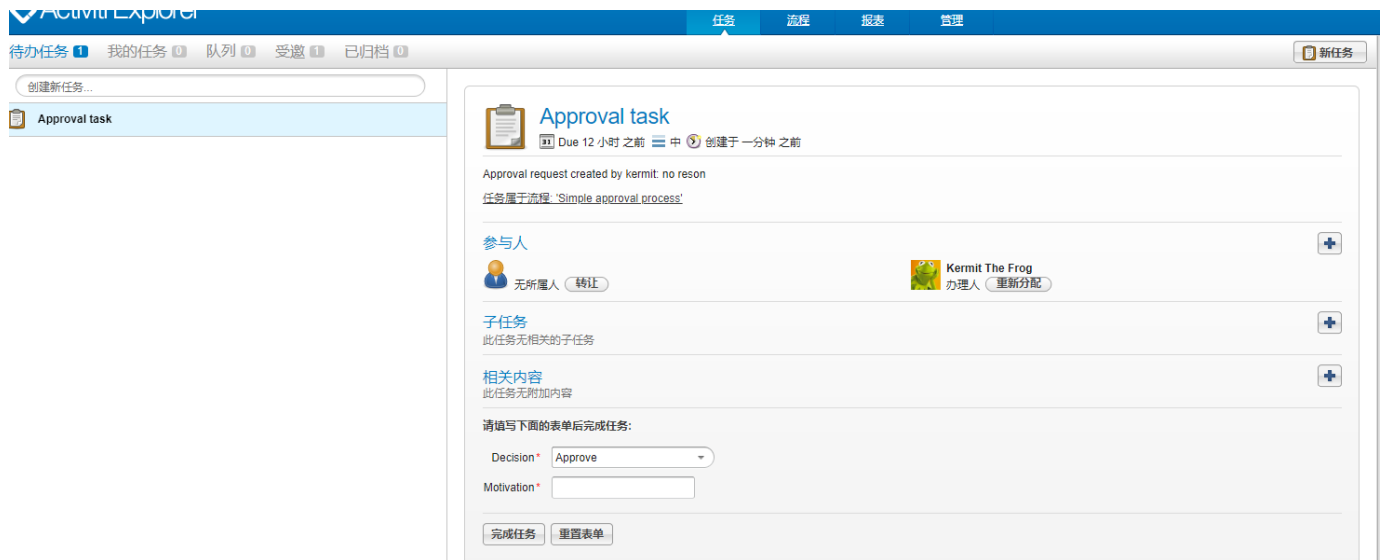 Activiti Explorer
任务 流程 报表 管理
待办任务 1 我的任务 0 队列 0 受邀 1 已归档 0 新任务
创建新任务...
Approval task
Approval task
31 Due 12 小时 之前 中 创建于 一分钟 之前
Approval request created by kermit: no reson
任务属于流程: 'Simple approval process'
参与人
无所属人 转让
Kermit The Frog
办理人 重新分配
子任务
此任务无相关的子任务
相关内容
此任务无附加内容
请填写下面的表单后完成任务:
Decision* Approve
Motivation*
完成任务 重置表单